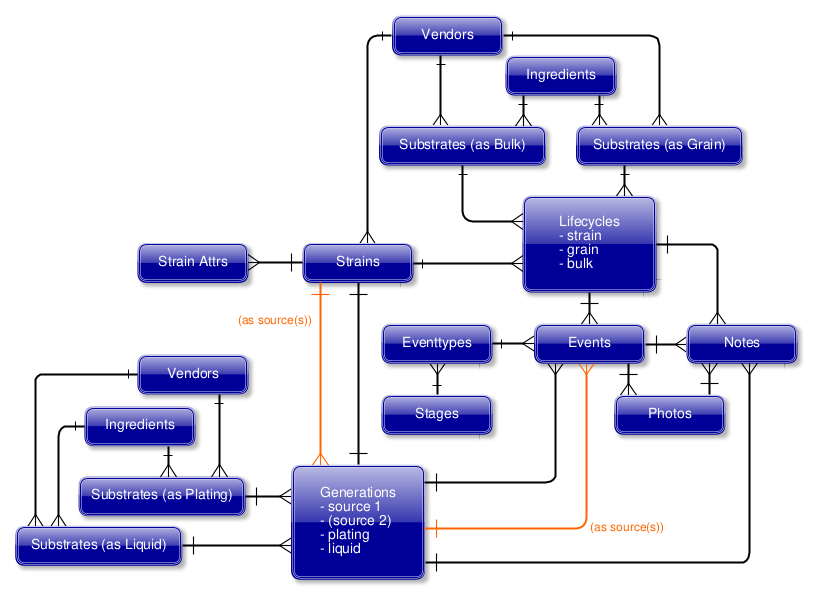 Vendors
Ingredients
Substrates (as Bulk)
Substrates (as Grain)
Lifecycles
- strain
- grain
- bulk
Strain Attrs
Strains
(as source(s))
Eventtypes
Events
Notes
Vendors
Stages
Photos
Ingredients
Substrates (as Plating)
Generations
- source 1
- (source 2)
- plating
- liquid
(as source(s))
Substrates (as Liquid)